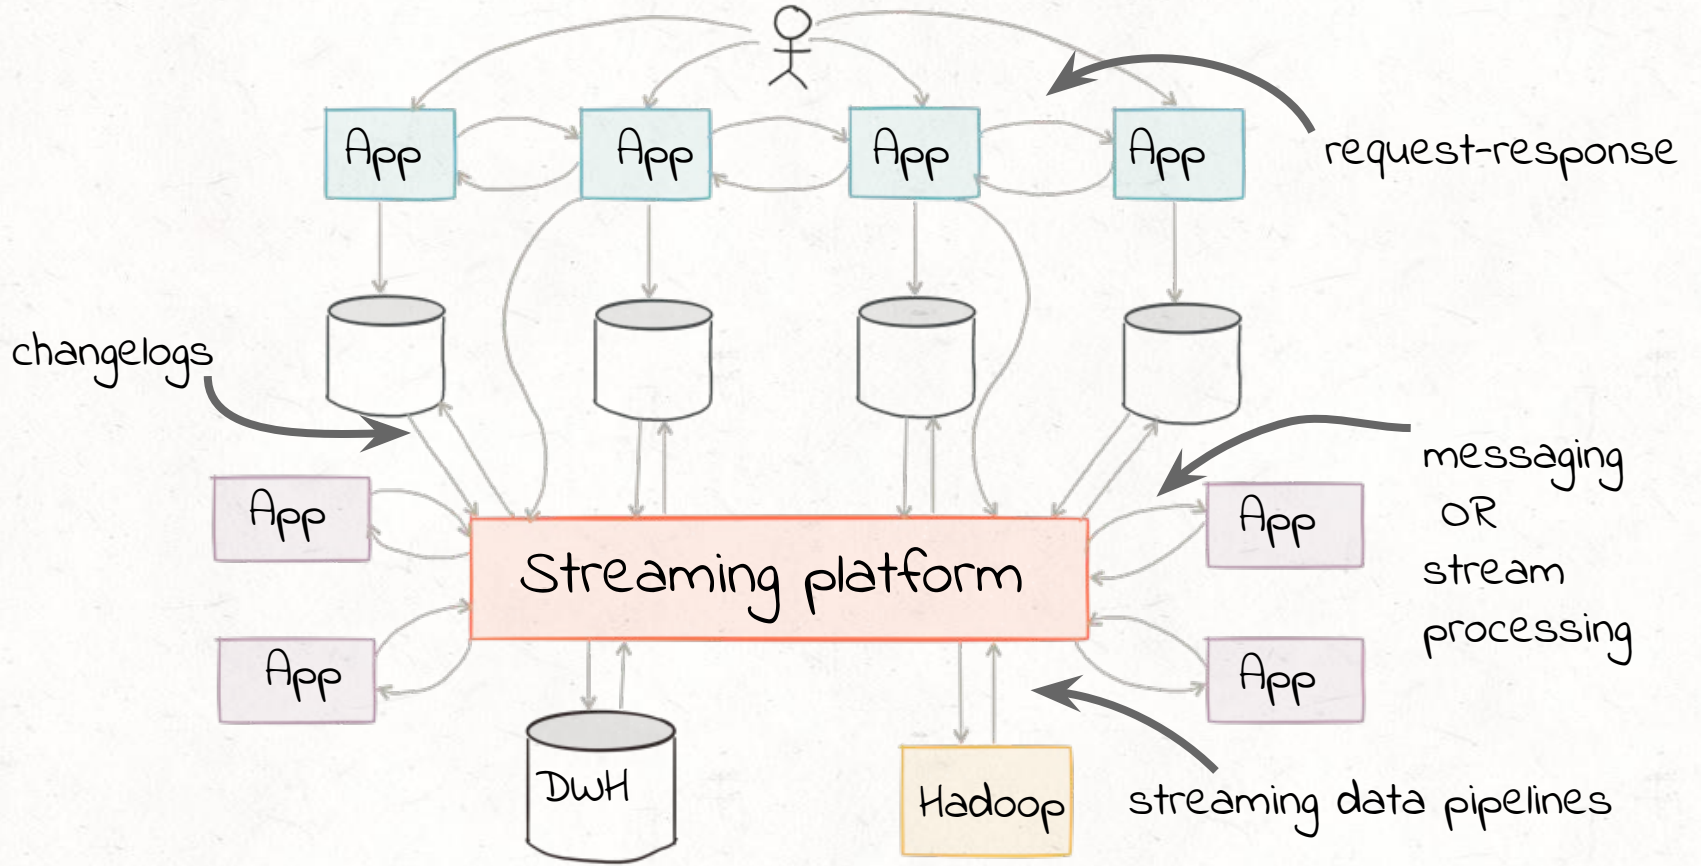 App
App
App
App
request-response
changelogs
messaging
OR
stream
processing
App
App
Streaming platform
App
App
DWH
Hadoop
streaming data pipelines